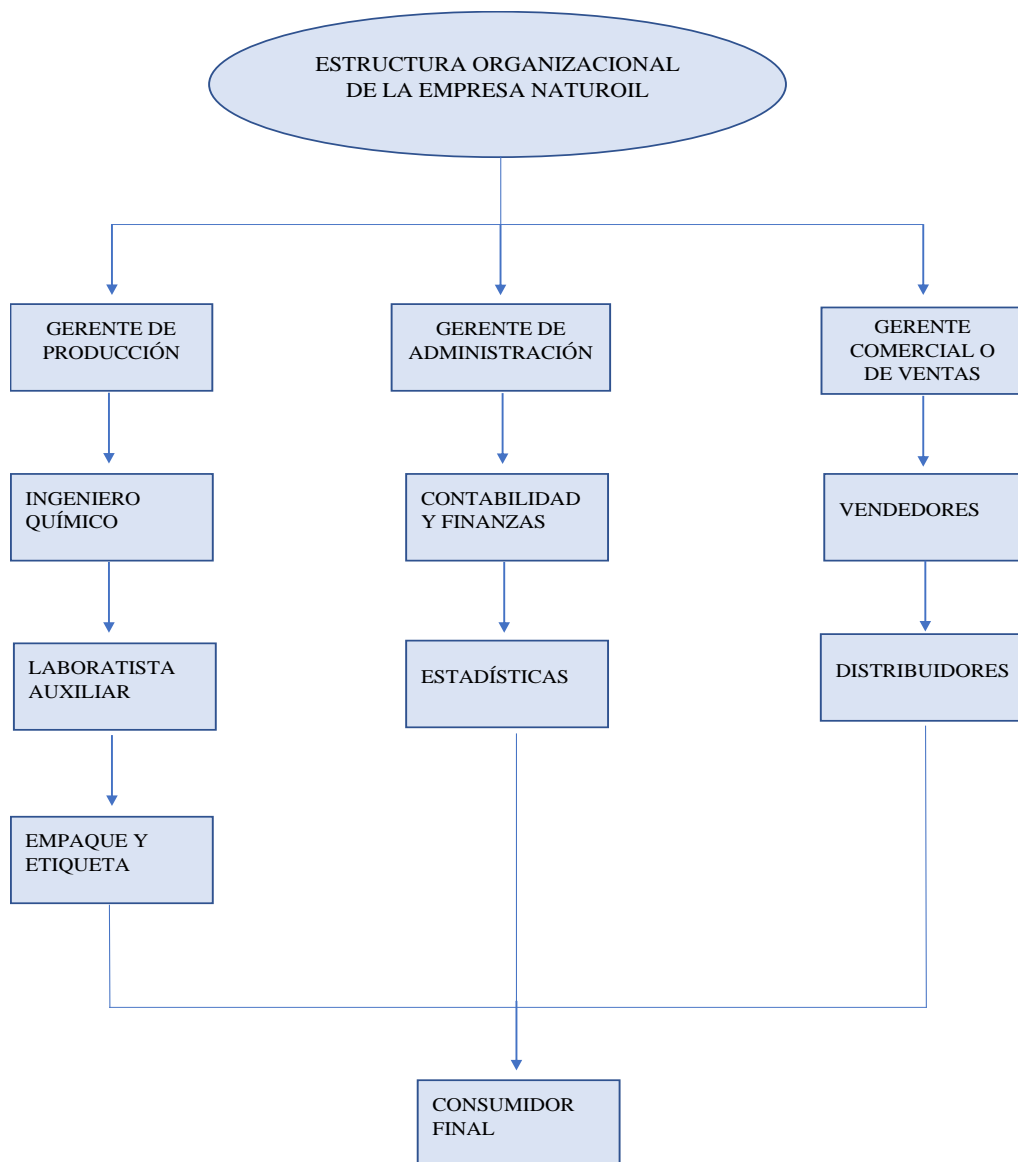 ESTRUCTURA ORGANIZACIONAL
DE LA EMPRESA NATUROIL
GERENTE DE
PRODUCCIÓN
GERENTE DE
ADMINISTRACIÓN
GERENTE
COMERCIAL O
DE VENTAS
INGENIERO
QUÍMICO
CONTABILIDAD
Y FINANZAS
VENDEDORES
LABORATISTA
AUXILIAR
ESTADÍSTICAS
DISTRIBUIDORES
EMPAQUE Y
ETIQUETA
CONSUMIDOR
FINAL